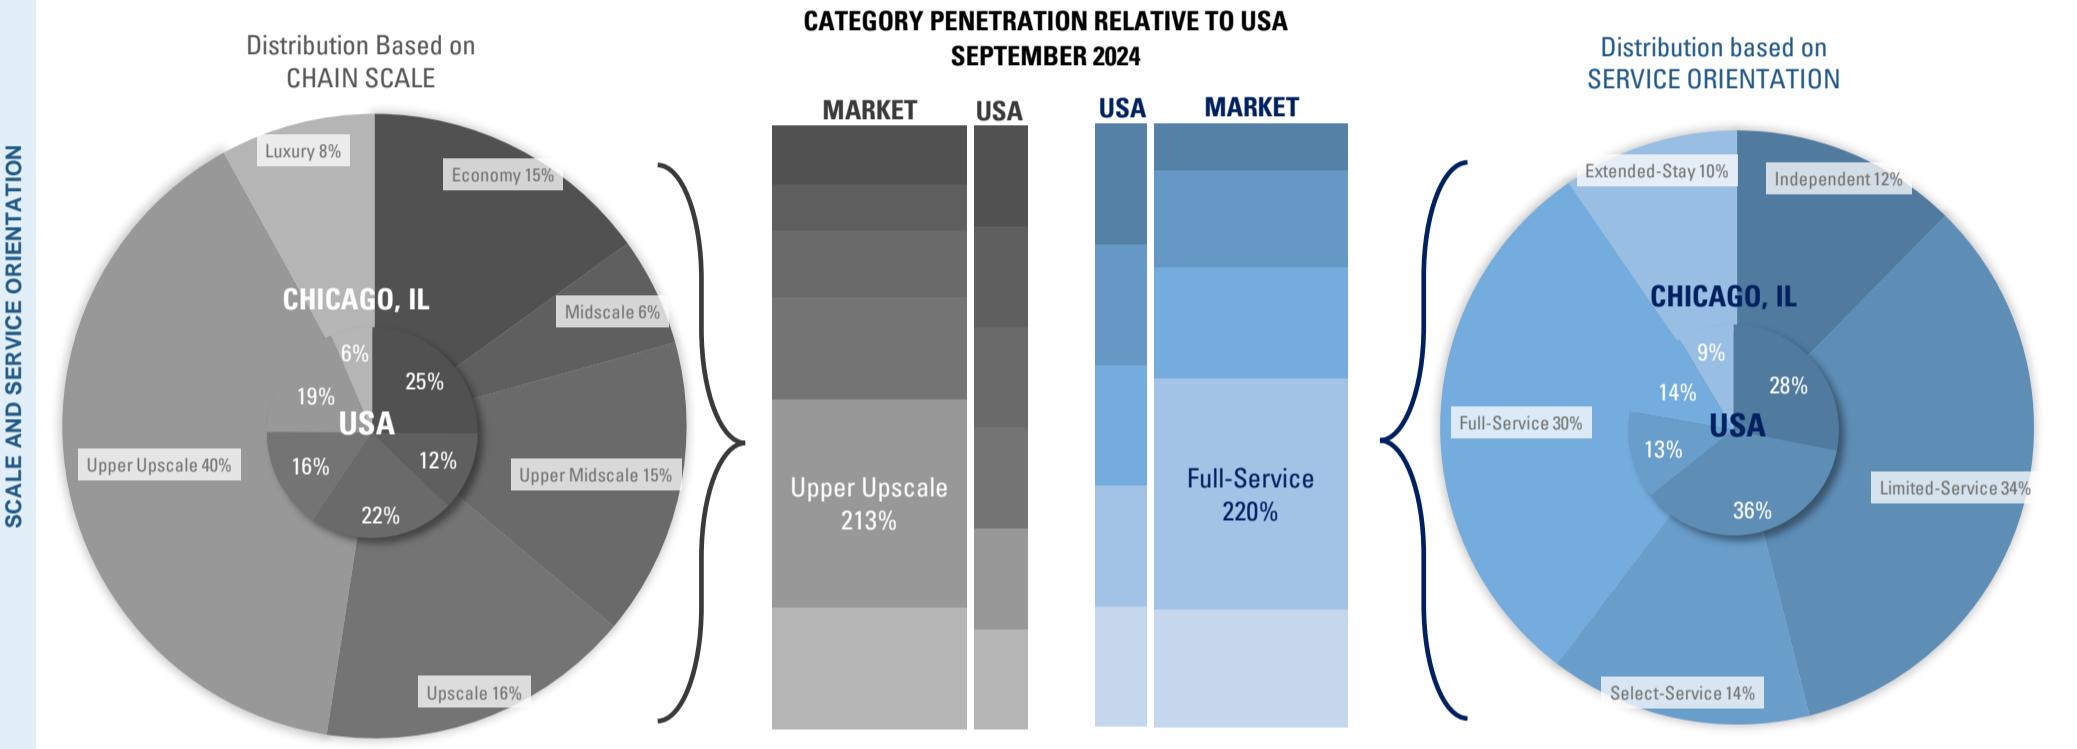 SCALE AND SERVICE ORIENTATION
Distribution Based on
CHAIN SCALE
Luxury 8%
Economy 15%
Midscale 6%
Upper Midscale 15%
Upscale 16%
Upper Upscale 40%
CHICAGO, IL
6%
25%
19%
USA
12%
16%
22%
CATEGORY PENETRATION RELATIVE TO USA
SEPTEMBER 2024
MARKET
USA
Upper Upscale
213%
USA
MARKET
Full-Service
220%
Distribution based on
SERVICE ORIENTATION
Extended-Stay 10%
Independent 12%
Full-Service 30%
Limited-Service 34%
Select-Service 14%
CHICAGO, IL
9%
28%
14%
USA
13%
36%